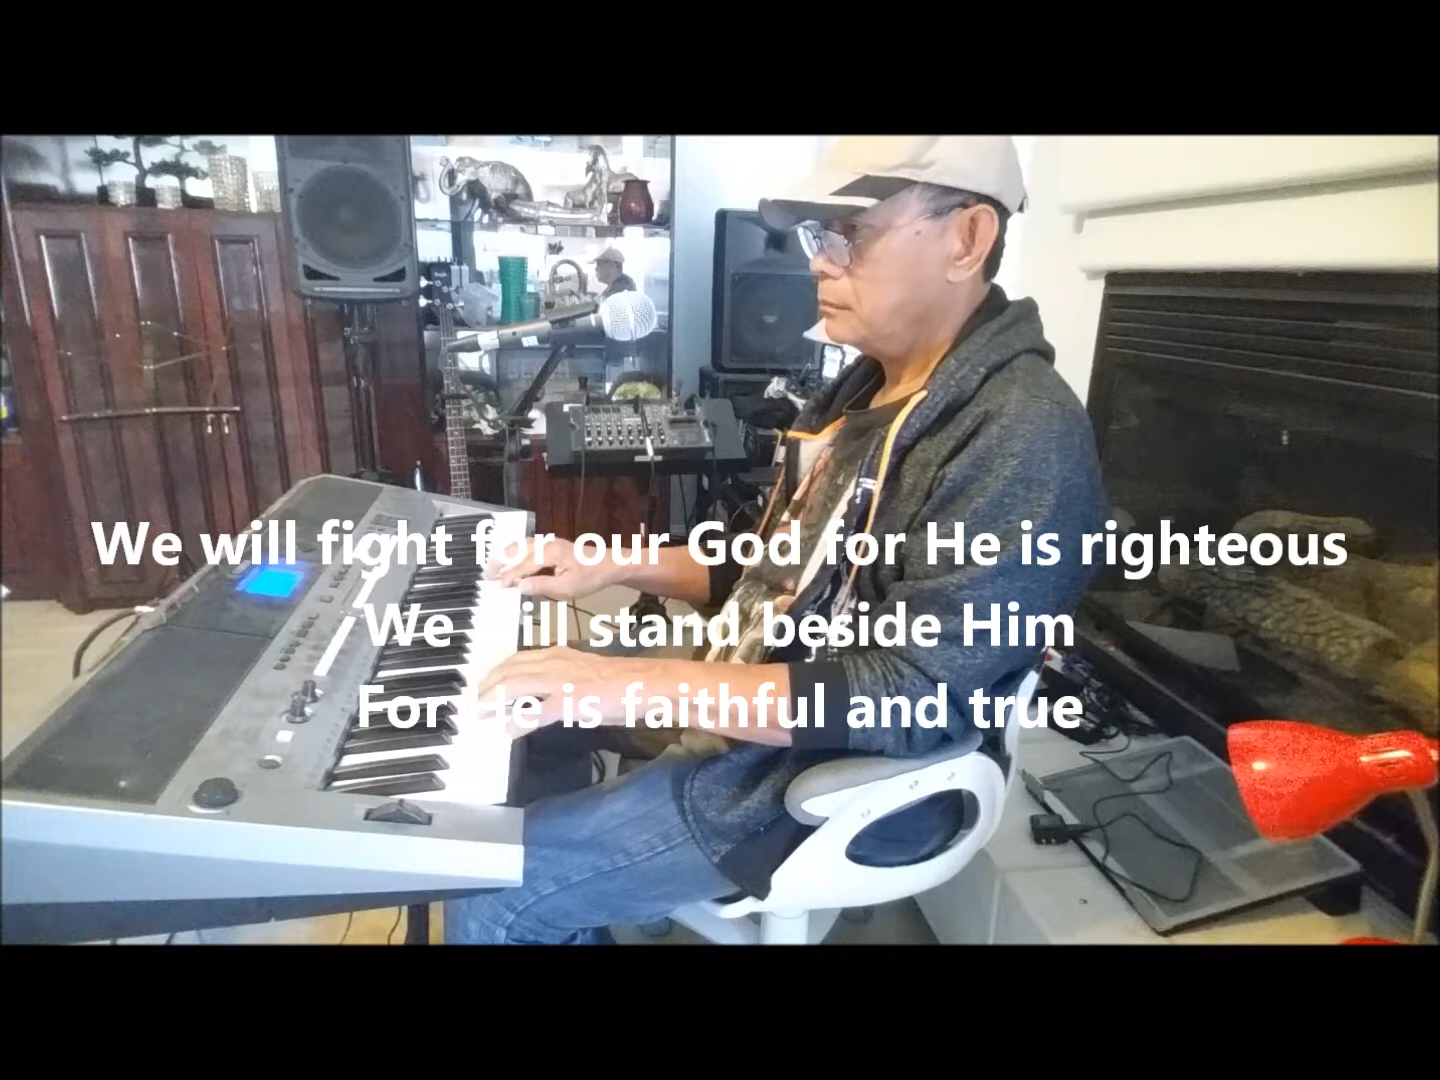 We will fight for our God for He is righteous
We will stand beside Him
For He is faithful and true